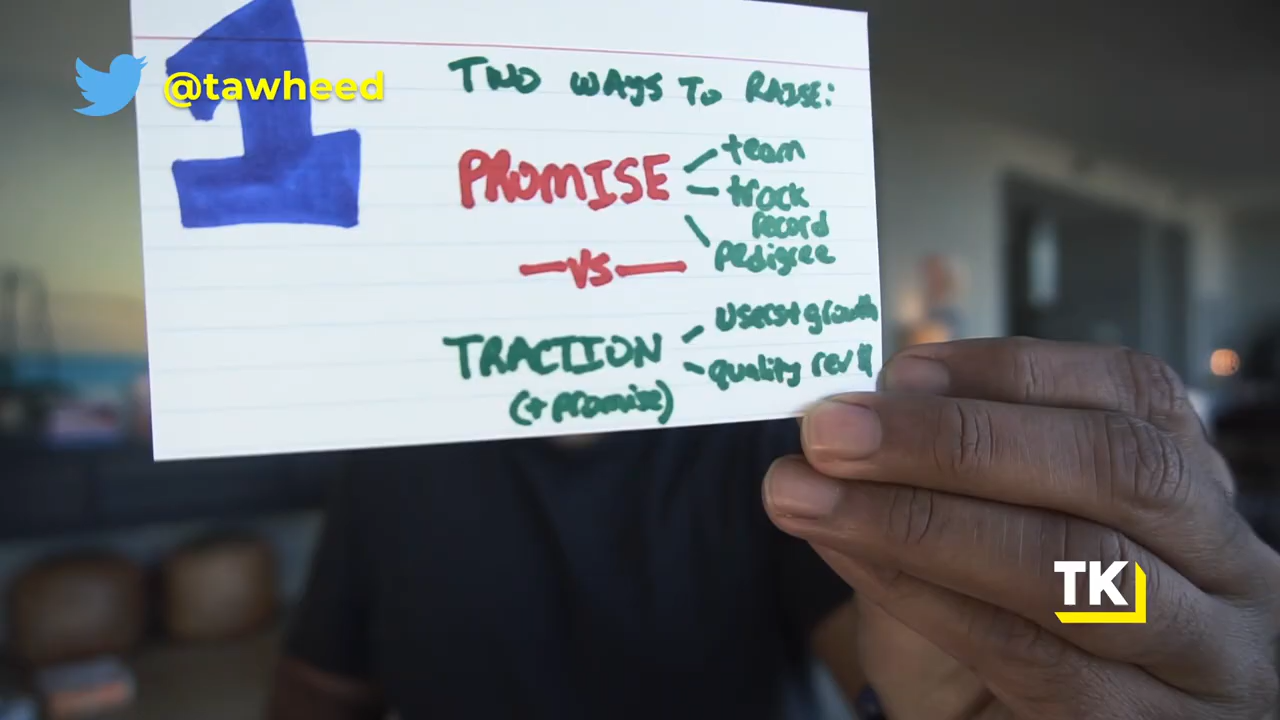 1
@tawheed
TWO WAYS TO RAISE:
PROMISE
team
track
record
pedigree
VS
TRACTION
(+ promise)
users+growth
quality rev
TK